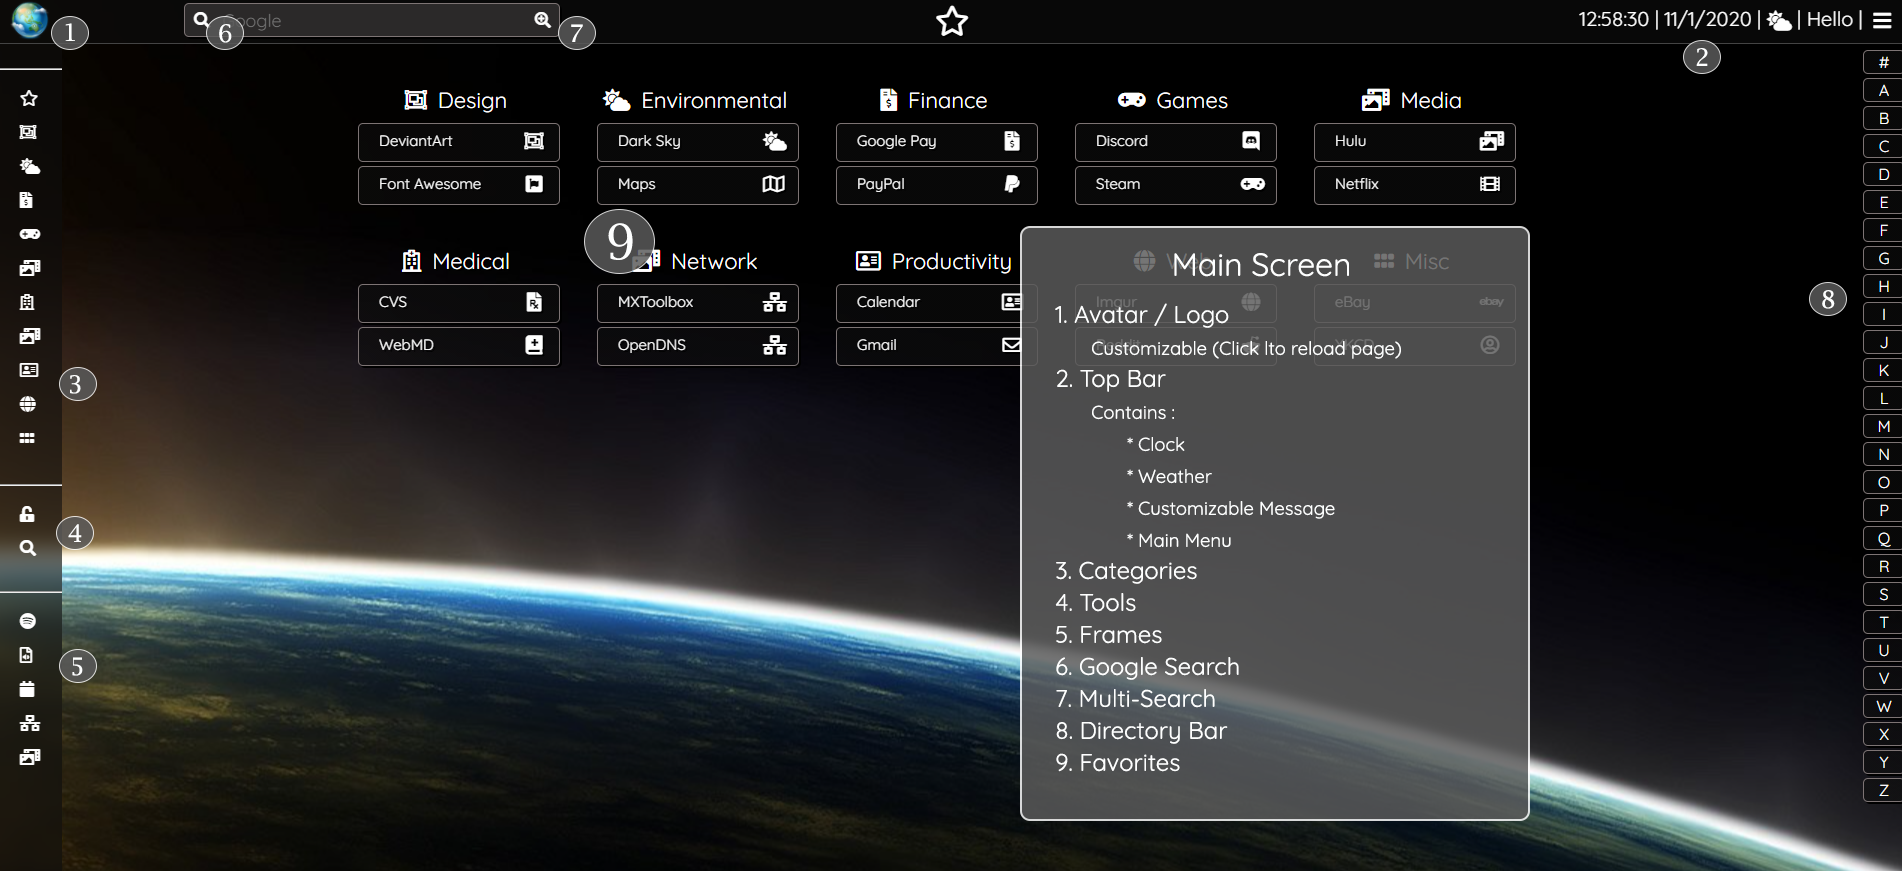 1
6
Google
7
12:58:30 | 11/1/2020 | | Hello |
2
Design
Environmental
Finance
Games
Media
DeviantArt
Dark Sky
Google Pay
Discord
Hulu
Font Awesome
Maps
PayPal
Steam
Netflix
9
Medical
Network
Productivity
Misc
CVS
MXToolbox
Calendar
Imgur
eBay
ebay
WebMD
OpenDNS
Gmail
Reddit
3
4
5
8
Main Screen
1. Avatar / Logo
Customizable (Click Ito reload page)
2. Top Bar
Contains :
* Clock
* Weather
* Customizable Message
* Main Menu
3. Categories
4. Tools
5. Frames
6. Google Search
7. Multi-Search
8. Directory Bar
9. Favorites
#
A
B
C
D
E
F
G
H
I
J
K
L
M
N
O
P
Q
R
S
T
U
V
W
X
Y
Z